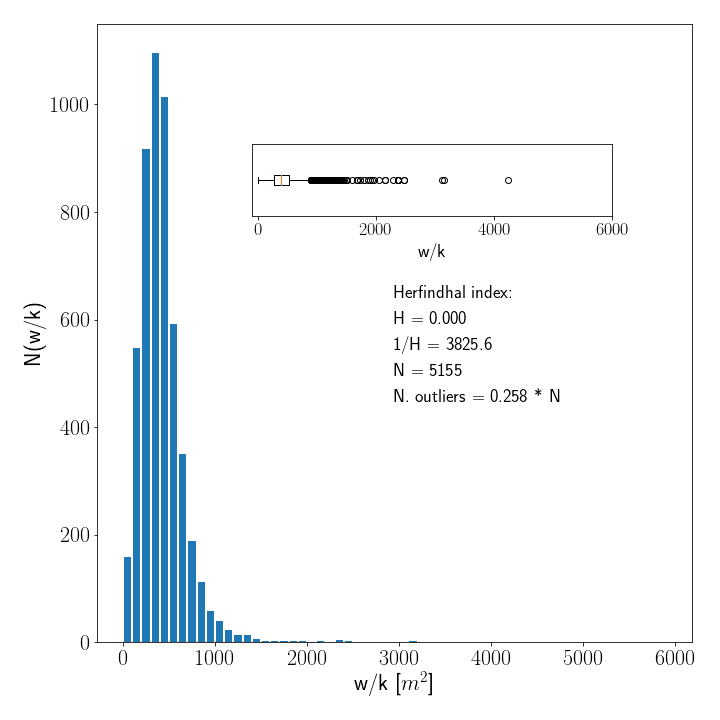 1000
800
600
400
200
0
N(w/k)
0 2000 4000 6000
w/k
Herfindhal index:
H = 0.000
1/H = 3825.6
N = 5155
N. outliers = 0.258 * N
0 1000 2000 3000 4000 5000 6000
w/k [m²]